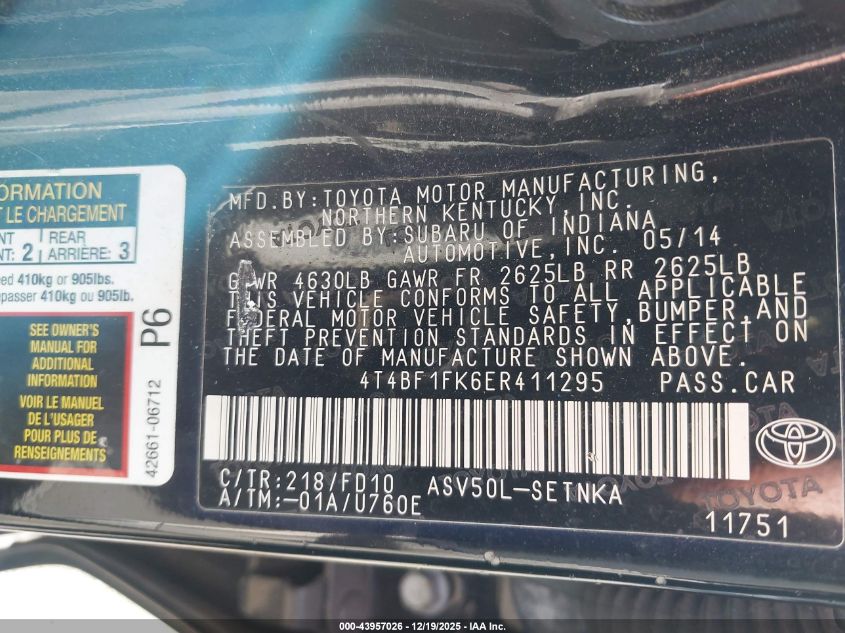 ORMATION
T LE CHARGEMENT
NT REAR
NT: 2 ARRIÈRE: 3
eed 410kg or 905lbs.
passer 410kg ou 905lb.
SEE OWNER'S
MANUAL FOR
ADDITIONAL
INFORMATION
VOIR LE MANUEL
DE L'USAGER
POUR PLUS DE
RENSEIGNEMENTS
P6
42661-06712
MFD.BY:TOYOTA MOTOR MANUFACTURING,
NORTHERN KENTUCKY,INC.
ASSEMBLED BY:SUBARU OF INDIANA
AUTOMOTIVE,INC. 05/14
GVWR 4630LB GAWR FR 2625LB RR 2625LB
THIS VEHICLE CONFORMS TO ALL APPLICABLE
FEDERAL MOTOR VEHICLE SAFETY,BUMPER,AND
THEFT PREVENTION STANDARDS IN EFFECT ON
THE DATE OF MANUFACTURE SHOWN ABOVE.
4T4BF1FK6ER411295 PASS.CAR
C/TR:218/FD10 ASV50L-SETNKA
A/TM:-01A/U760E
TOYOTA
11751
000-43957026 - 12/19/2025 - IAA Inc.